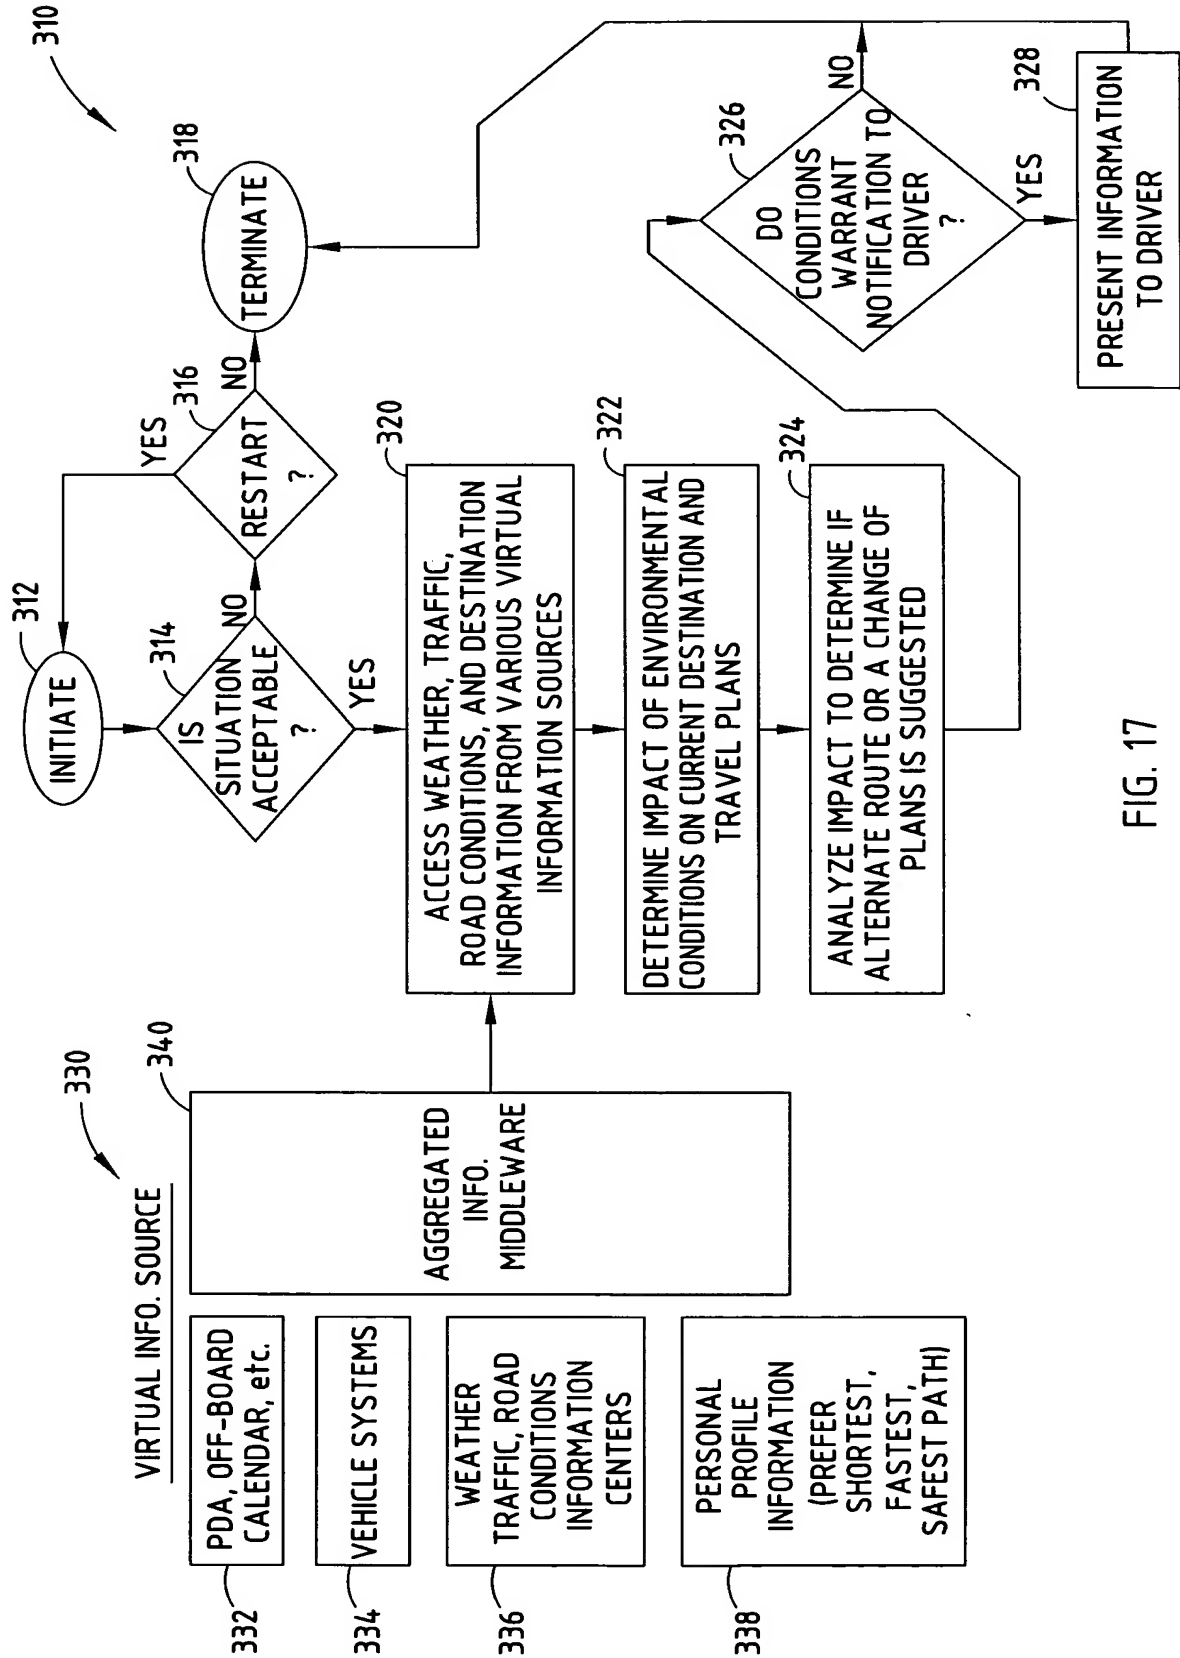 VIRTUAL INFO. SOURCE
330
332
PDA, OFF-BOARD
CALENDAR, etc.
334
VEHICLE SYSTEMS
336
WEATHER
TRAFFIC, ROAD
CONDITIONS
INFORMATION
CENTERS
338
PERSONAL
PROFILE
INFORMATION
(PREFER
SHORTEST,
FASTEST,
SAFEST PATH)
340
AGGREGATED
INFO.
MIDDLEWARE
310
312
INITIATE
314
IS
SITUATION
ACCEPTABLE
?
NO
YES
316
RESTART
?
YES
NO
318
TERMINATE
320
ACCESS WEATHER, TRAFFIC,
ROAD CONDITIONS, AND DESTINATION
INFORMATION FROM VARIOUS VIRTUAL
INFORMATION SOURCES
322
DETERMINE IMPACT OF ENVIRONMENTAL
CONDITIONS ON CURRENT DESTINATION AND
TRAVEL PLANS
324
ANALYZE IMPACT TO DETERMINE IF
ALTERNATE ROUTE OR A CHANGE OF
PLANS IS SUGGESTED
326
DO
CONDITIONS
WARRANT
NOTIFICATION TO
DRIVER
?
NO
YES
328
PRESENT INFORMATION
TO DRIVER
FIG. 17